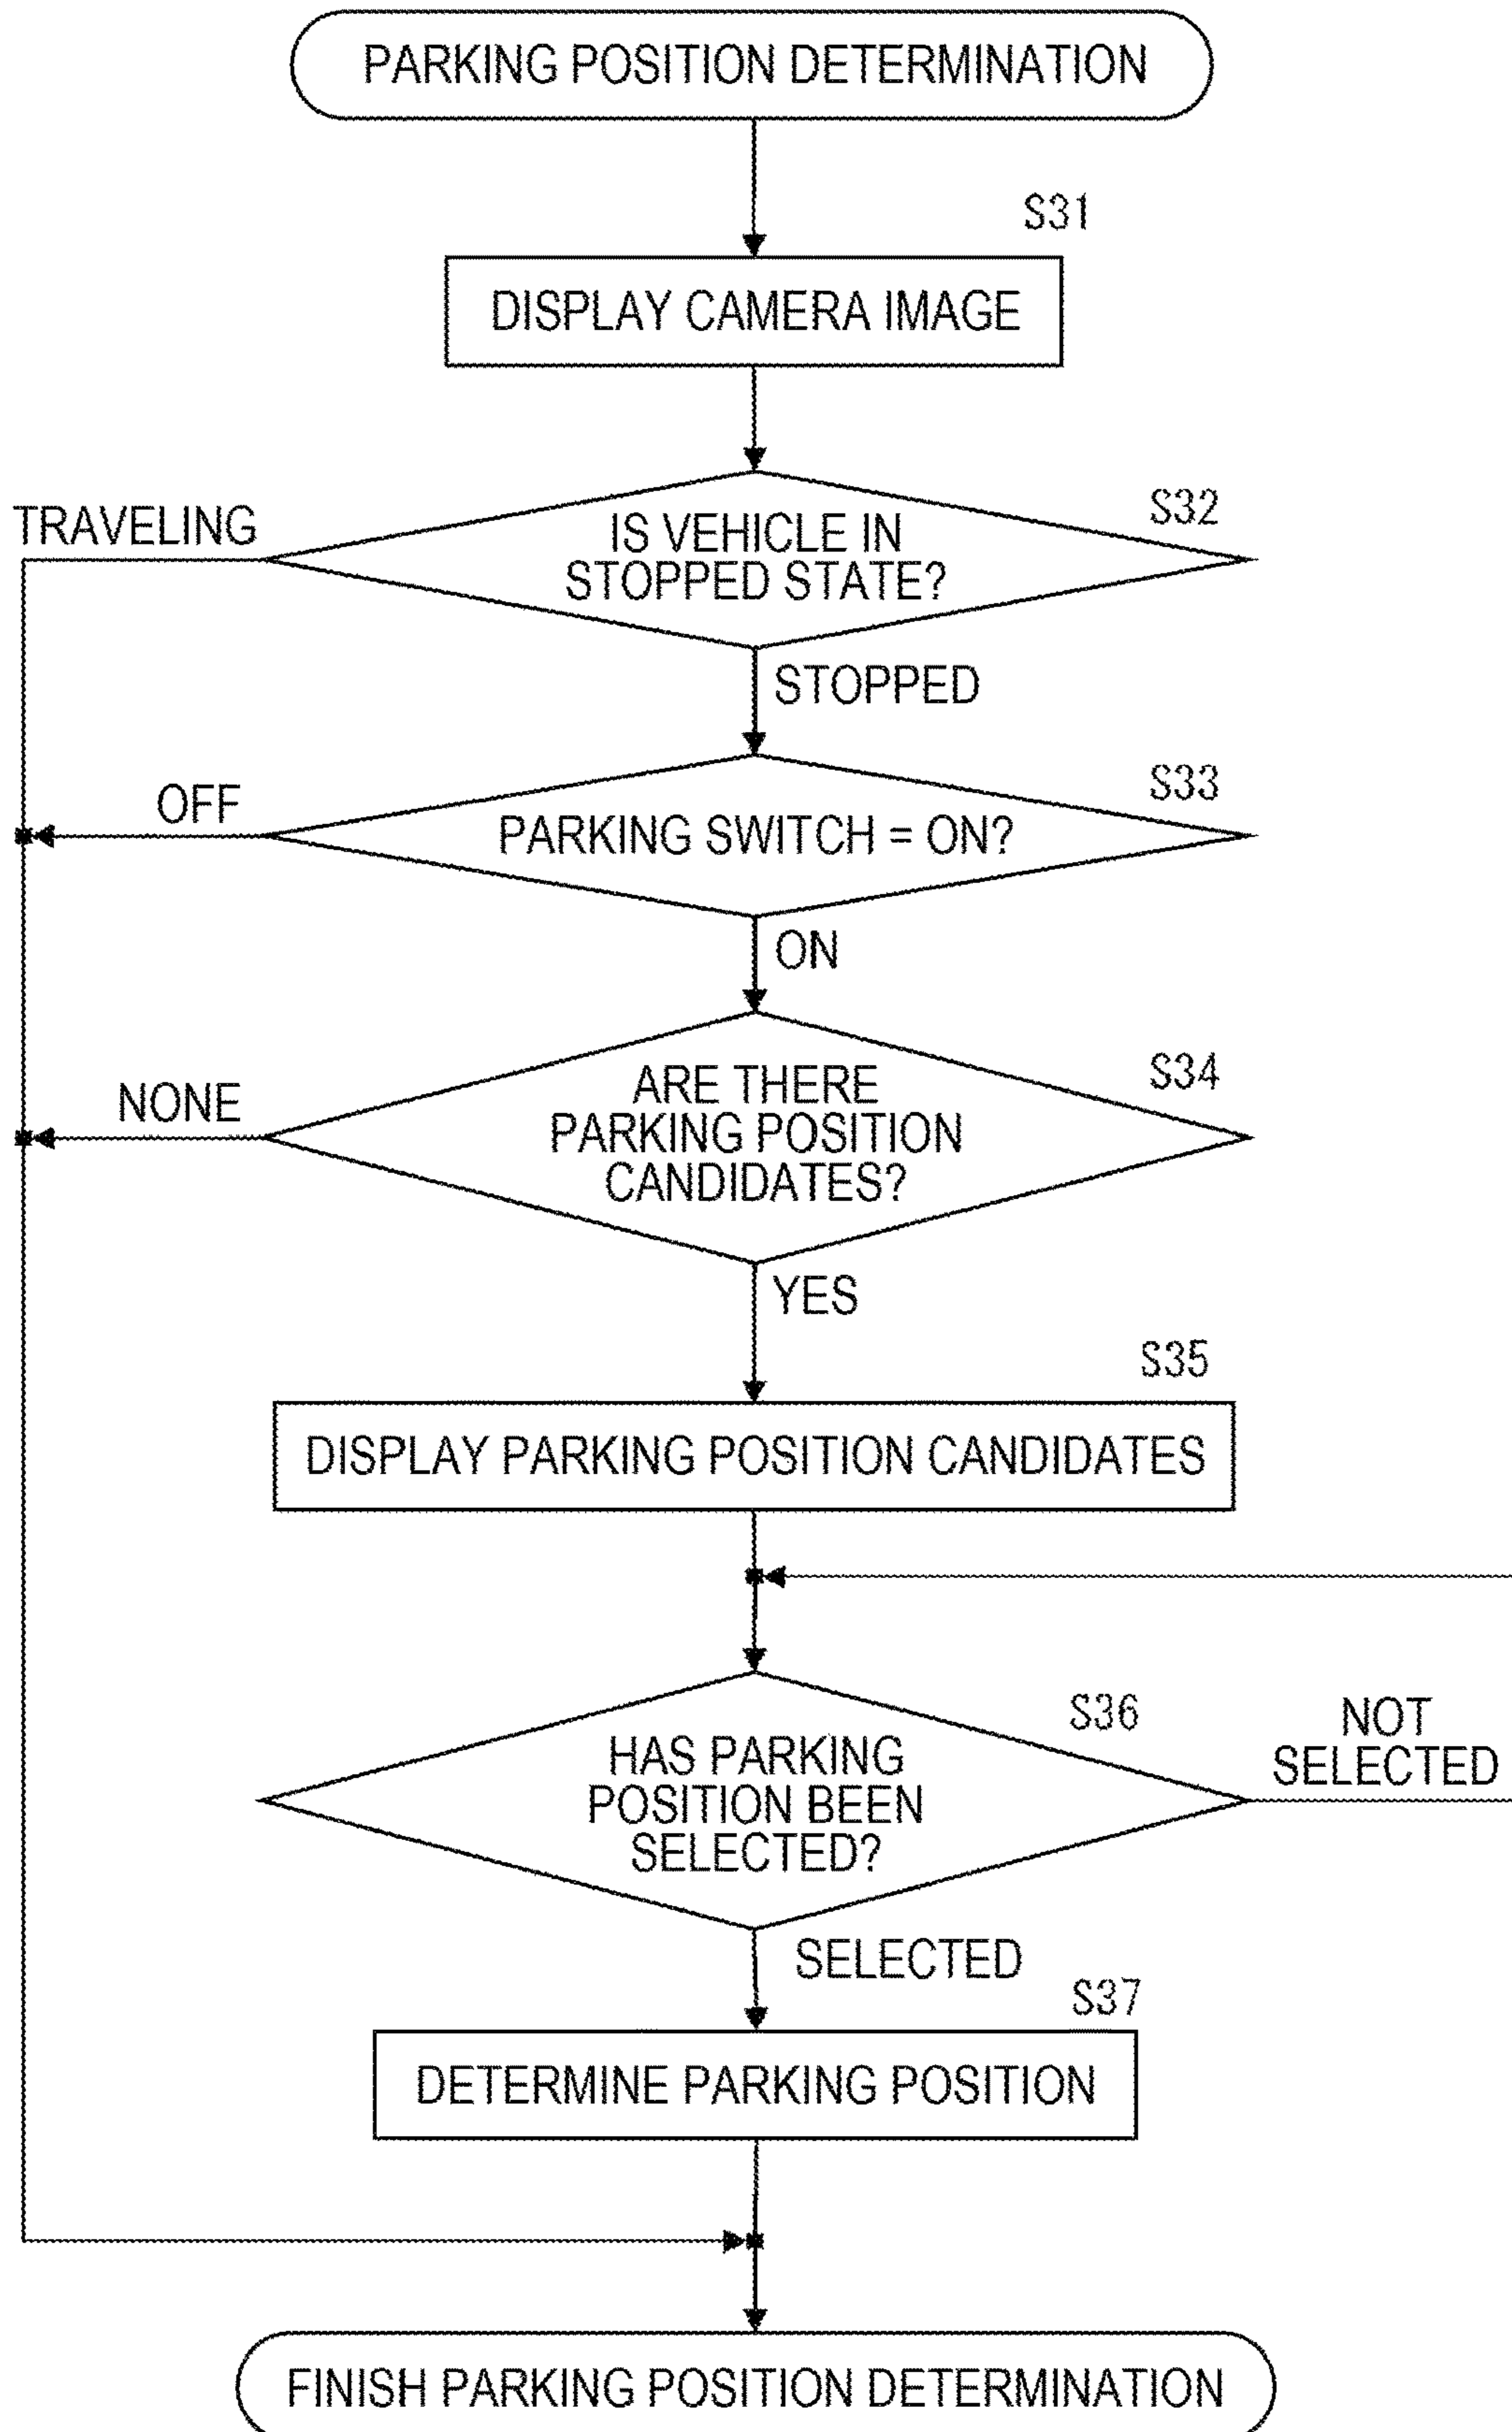 PARKING POSITION DETERMINATION
S31
DISPLAY CAMERA IMAGE
S32
TRAVELING
IS VEHICLE IN
STOPPED STATE?
STOPPED
S33
OFF
PARKING SWITCH = ON?
ON
S34
NONE
ARE THERE
PARKING POSITION
CANDIDATES?
YES
S35
DISPLAY PARKING POSITION CANDIDATES
S36
NOT
SELECTED
HAS PARKING
POSITION BEEN
SELECTED?
SELECTED
S37
DETERMINE PARKING POSITION
FINISH PARKING POSITION DETERMINATION